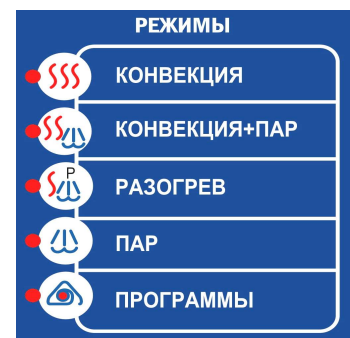 РЕЖИМЫ
КОНВЕКЦИЯ
КОНВЕКЦИЯ+ПАР
P
РАЗОГРЕВ
ПАР
ПРОГРАММЫ